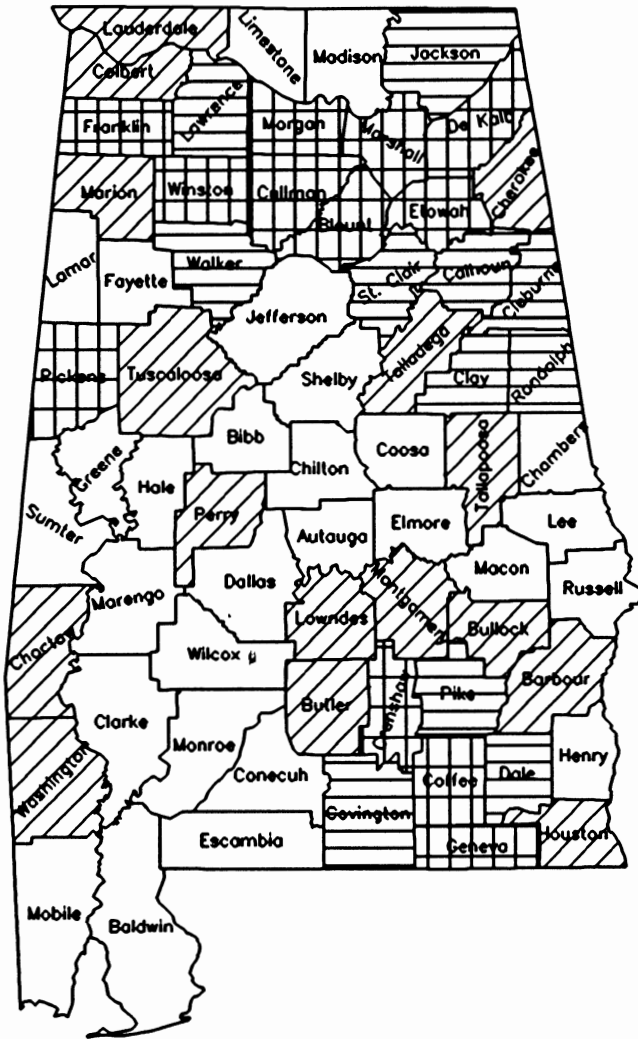 Lauderdale
Limestone
Madison
Jackson
Colbert
Lawrence
Franklin
Morgan
Marshall
De Kalb
Marion
Winston
Cullman
Blount
Etowah
Cherokee
Lamar
Fayette
Walker
St. Clair
Calhoun
Cleburne
Jefferson
Pickens
Tuscaloosa
Shelby
Talladega
Clay
Randolph
Greene
Hale
Bibb
Chilton
Coosa
Tallapoosa
Chambers
Sumter
Perry
Autauga
Elmore
Lee
Marengo
Dallas
Macon
Russell
Choctaw
Lowndes
Montgomery
Bullock
Wilcox
Clarke
Butler
Crenshaw
Pike
Barbour
Monroe
Conecuh
Henry
Washington
Covington
Coffee
Dale
Escambia
Geneva
Houston
Mobile
Baldwin